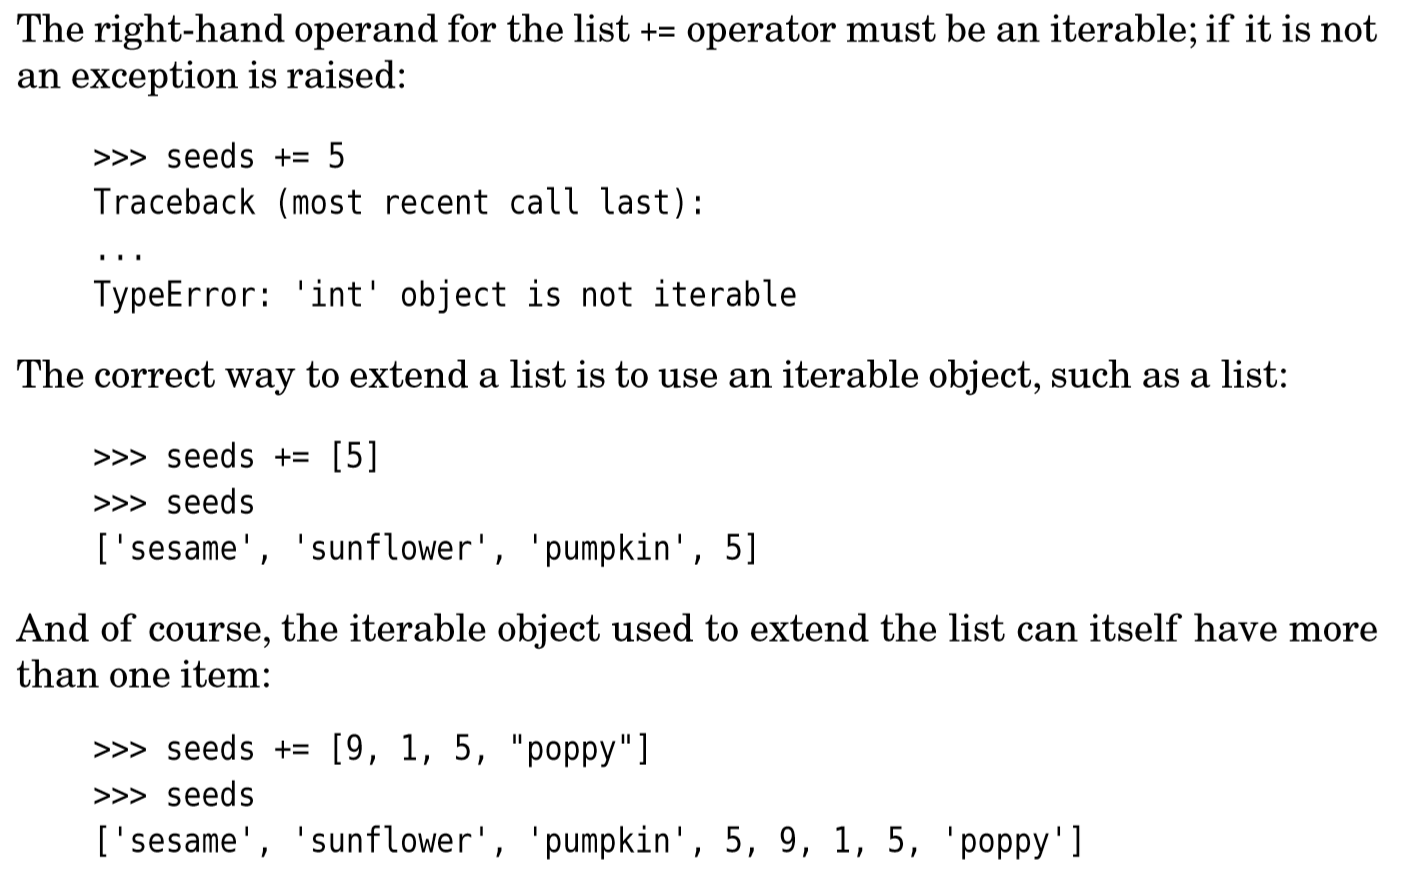 The right-hand operand for the list += operator must be an iterable; if it is not
an exception is raised:
>>> seeds += 5
Traceback (most recent call last):
...
TypeError: 'int' object is not iterable
The correct way to extend a list is to use an iterable object, such as a list:
>>> seeds += [5]
>>> seeds
['sesame', 'sunflower', 'pumpkin', 5]
And of course, the iterable object used to extend the list can itself have more
than one item:
>>> seeds += [9, 1, 5, "poppy"]
>>> seeds
['sesame', 'sunflower', 'pumpkin', 5, 9, 1, 5, 'poppy']